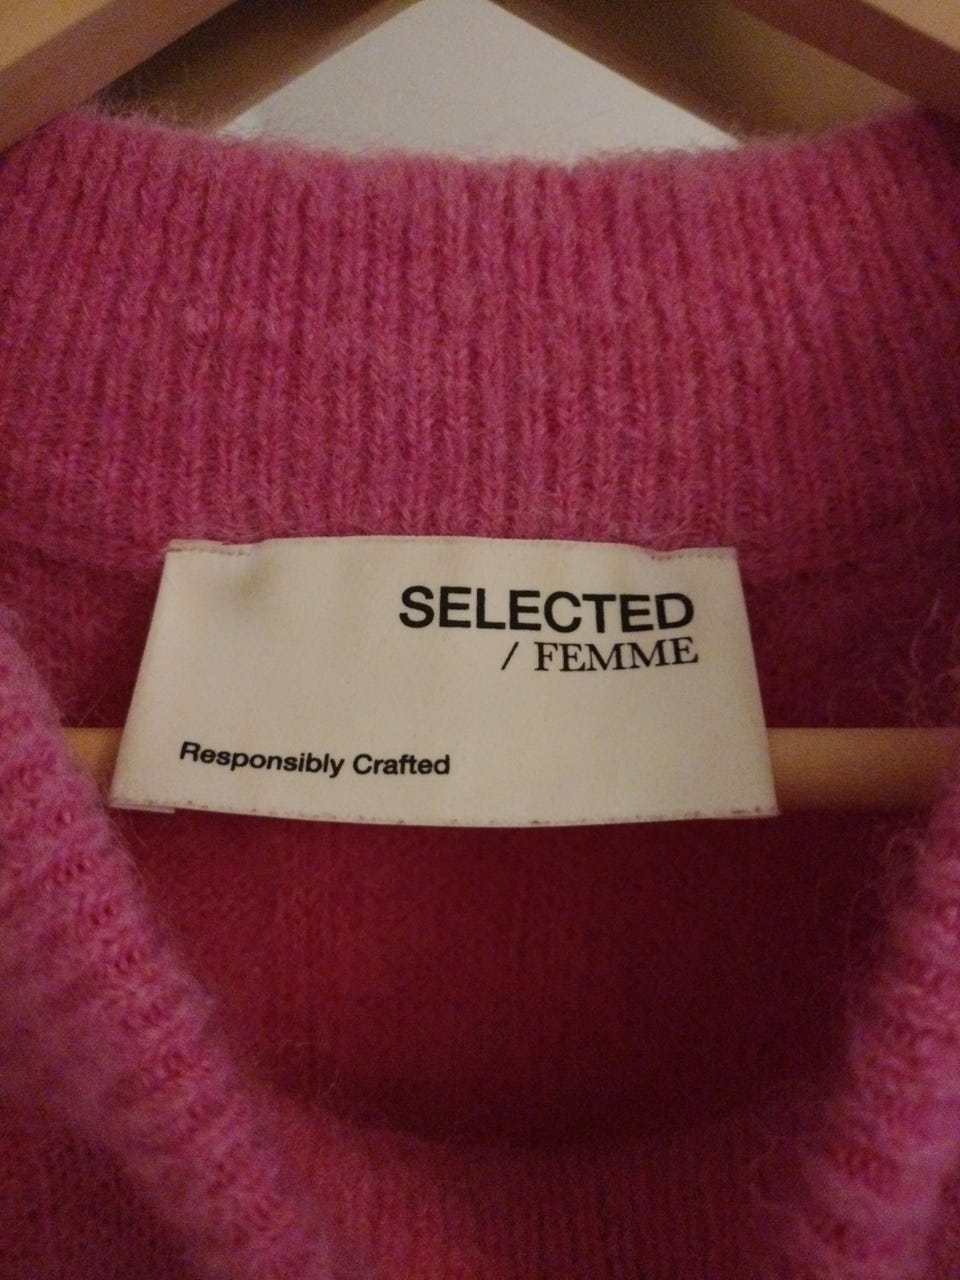 SELECTED
/ FEMME
Responsibly Crafted